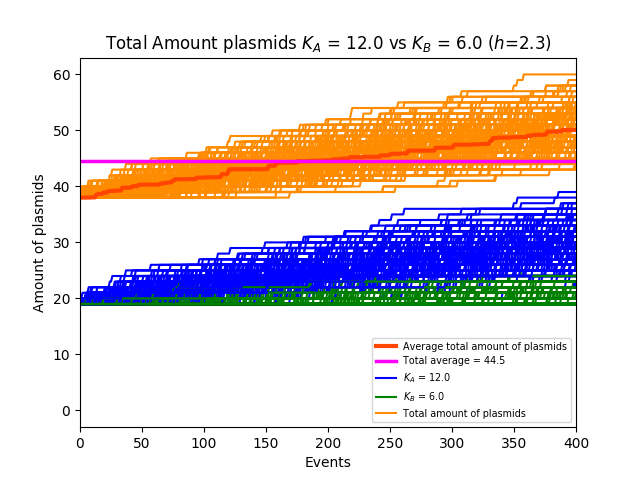 Total Amount plasmids K_A = 12.0 vs K_B = 6.0 (h=2.3)
Amount of plasmids
60
50
40
30
20
10
0
Average total amount of plasmids
Total average = 44.5
K_A = 12.0
K_B = 6.0
Total amount of plasmids
0 50 100 150 200 250 300 350 400
Events